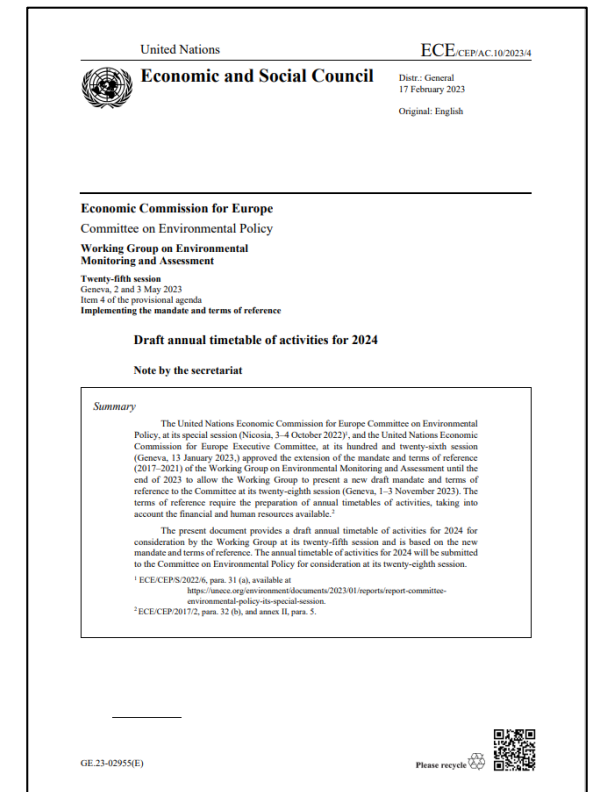 United Nations
ECE/CEP/AC.10/2023/4
Economic and Social Council
Distr.: General
17 February 2023
Original: English
Economic Commission for Europe
Committee on Environmental Policy
Working Group on Environmental
Monitoring and Assessment
Twenty-fifth session
Geneva, 2 and 3 May 2023
Item 4 of the provisional agenda
Implementing the mandate and terms of reference
Draft annual timetable of activities for 2024
Note by the secretariat
Summary
The United Nations Economic Commission for Europe Committee on Environmental
Policy, at its special session (Nicosia, 3–4 October 2022)¹, and the United Nations Economic
Commission for Europe Executive Committee, at its hundred and twenty-sixth session
(Geneva, 13 January 2023,) approved the extension of the mandate and terms of reference
(2017–2021) of the Working Group on Environmental Monitoring and Assessment until the
end of 2023 to allow the Working Group to present a new draft mandate and terms of
reference to the Committee at its twenty-eighth session (Geneva, 1–3 November 2023). The
terms of reference require the preparation of annual timetables of activities, taking into
account the financial and human resources available.²
The present document provides a draft annual timetable of activities for 2024 for
consideration by the Working Group at its twenty-fifth session and is based on the new
mandate and terms of reference. The annual timetable of activities for 2024 will be submitted
to the Committee on Environmental Policy for consideration at its twenty-eighth session.
¹ ECE/CEP/S/2022/6, para. 31 (a), available at
https://unece.org/environment/documents/2023/01/reports/report-committee-
environmental-policy-its-special-session.
² ECE/CEP/2017/2, para. 32 (b), and annex II, para. 5.
GE.23-02955(E)
Please recycle